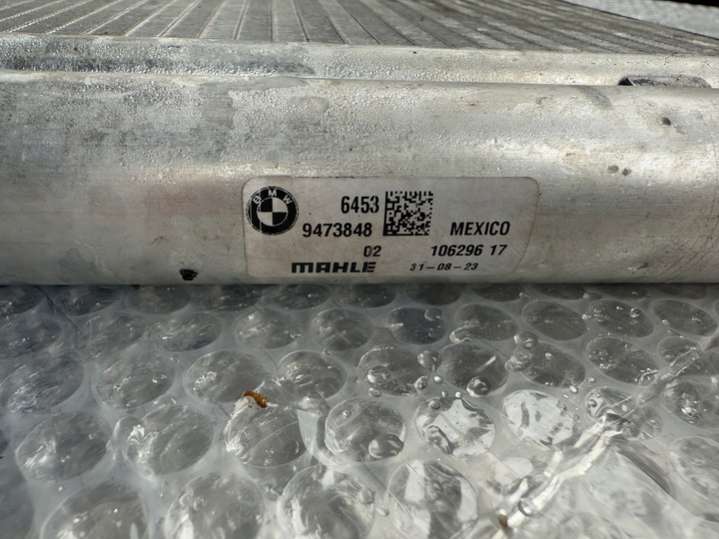 BMW
6453
9473848 MEXICO
02 106296 17
MAHLE 31-08-23